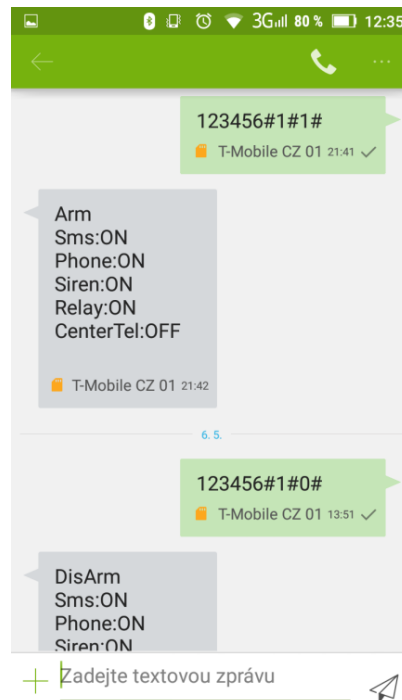 3G 80 % 12:35
123456#1#1#
T-Mobile CZ 01 21:41
Arm
Sms:ON
Phone:ON
Siren:ON
Relay:ON
CenterTel:OFF
T-Mobile CZ 01 21:42
6. 5.
123456#1#0#
T-Mobile CZ 01 13:51
DisArm
Sms:ON
Phone:ON
Siren:ON
Zadejte textovou zprávu